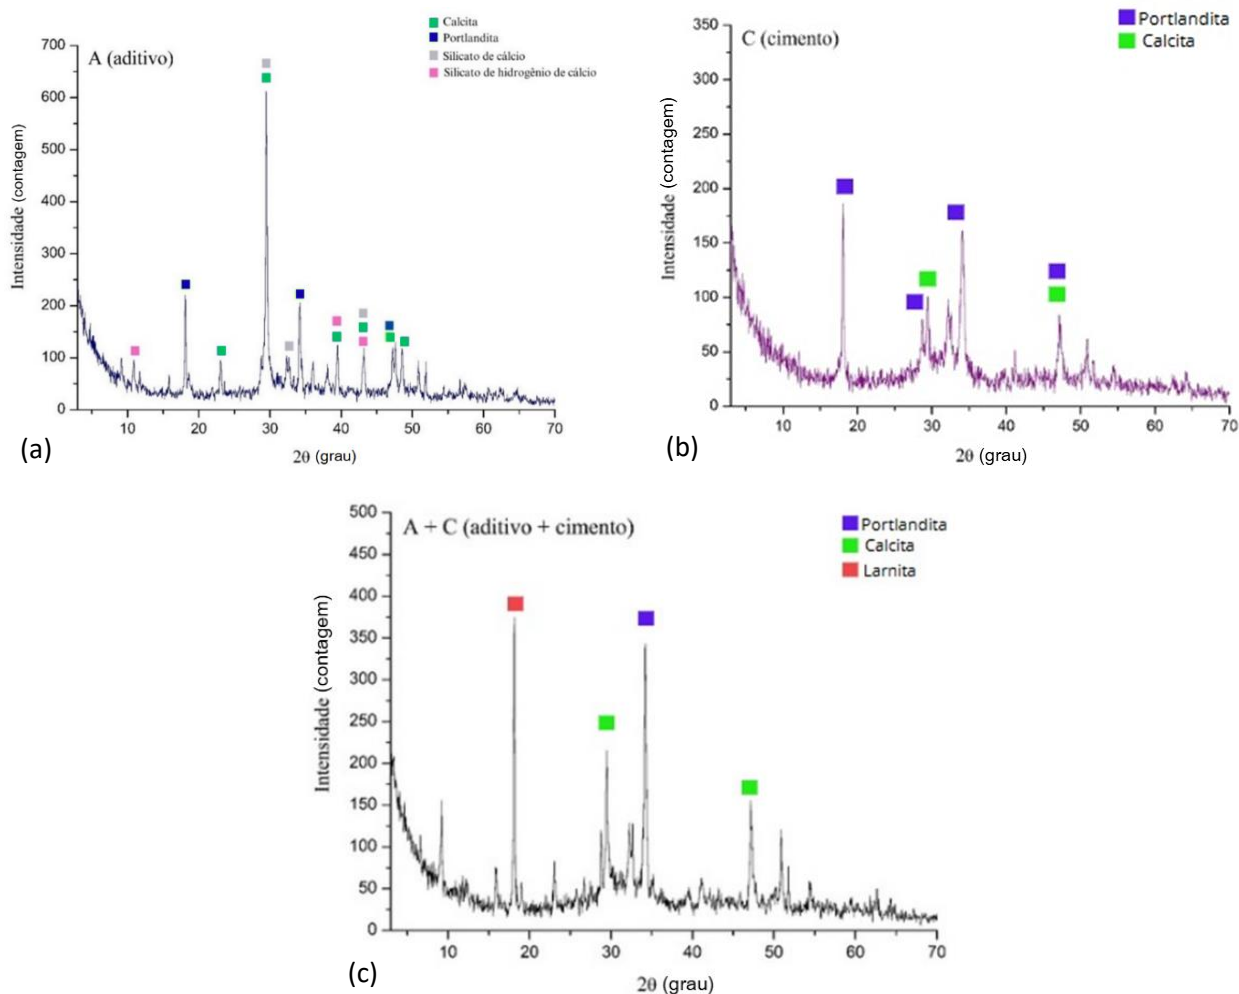 A (aditivo)
Calcita
Portlandita
Silicato de cálcio
Silicato de hidrogênio de cálcio
700
600
500
400
300
200
100
0
Intensidade (contagem)
10 20 30 40 50 60 70
2θ (grau)
(a)
C (cimento)
Portlandita
Calcita
350
300
250
200
150
100
50
0
Intensidade (contagem)
10 20 30 40 50 60 70
2θ (grau)
(b)
A + C (aditivo + cimento)
Portlandita
Calcita
Larnita
500
450
400
350
300
250
200
150
100
50
0
Intensidade (contagem)
10 20 30 40 50 60 70
2θ (grau)
(c)